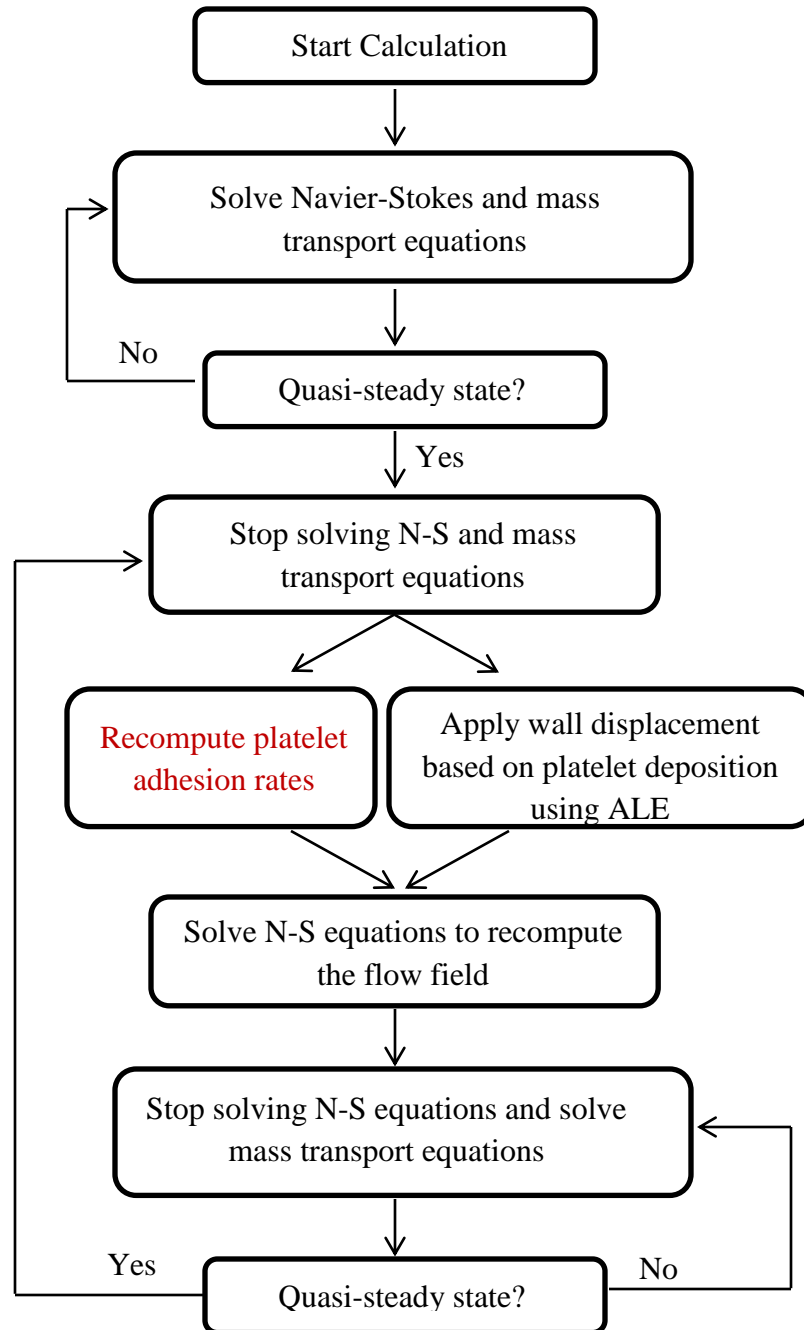 Start Calculation
Solve Navier-Stokes and mass
transport equations
No
Quasi-steady state?
Yes
Stop solving N-S and mass
transport equations
Recompute platelet
adhesion rates
Apply wall displacement
based on platelet deposition
using ALE
Solve N-S equations to recompute
the flow field
Stop solving N-S equations and solve
mass transport equations
Yes
No
Quasi-steady state?